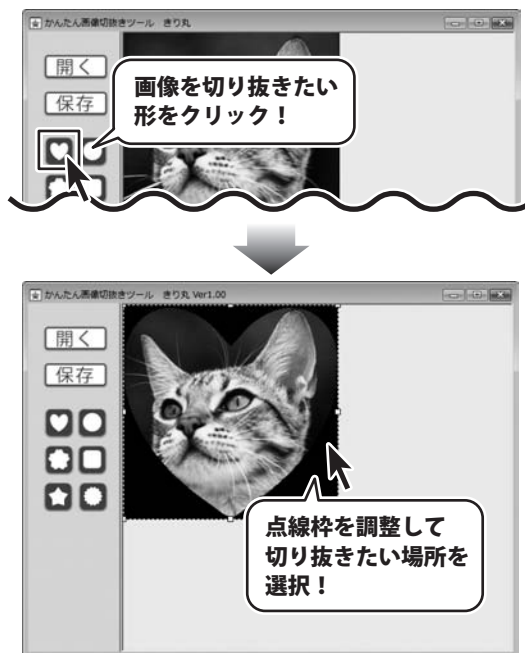 かんたん画像切抜きツール きり丸
開く
保存
画像を切り抜きたい
形をクリック！
かんたん画像切抜きツール きり丸 Ver1.00
開く
保存
点線枠を調整して
切り抜きたい場所を
選択！